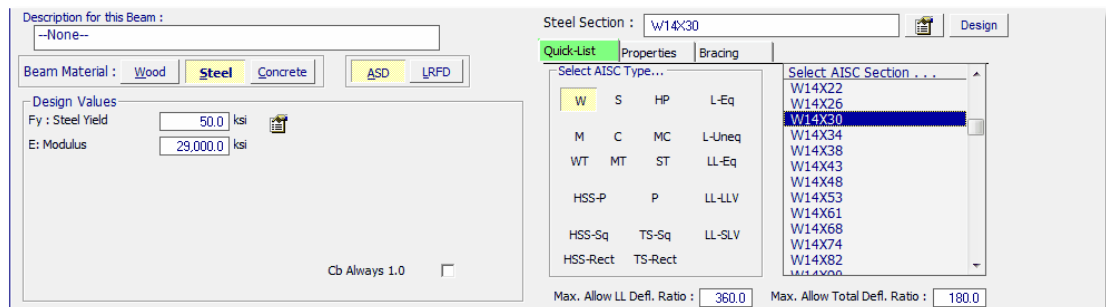 Description for this Beam :
--None--
Beam Material : Wood Steel Concrete ASD LRFD
Design Values
Fy : Steel Yield 50.0 ksi
E: Modulus 29,000.0 ksi
Cb Always 1.0
Steel Section : W14X30 Design
Quick-List Properties Bracing
Select AISC Type...
W S HP L-Eq
M C MC L-Uneq
WT MT ST LL-Eq
HSS-P P LL-LLV
HSS-Sq TS-Sq LL-SLV
HSS-Rect TS-Rect
Select AISC Section . . .
W14X22
W14X26
W14X30
W14X34
W14X38
W14X43
W14X48
W14X53
W14X61
W14X68
W14X74
W14X82
Max. Allow LL Defl. Ratio : 360.0 Max. Allow Total Defl. Ratio : 180.0